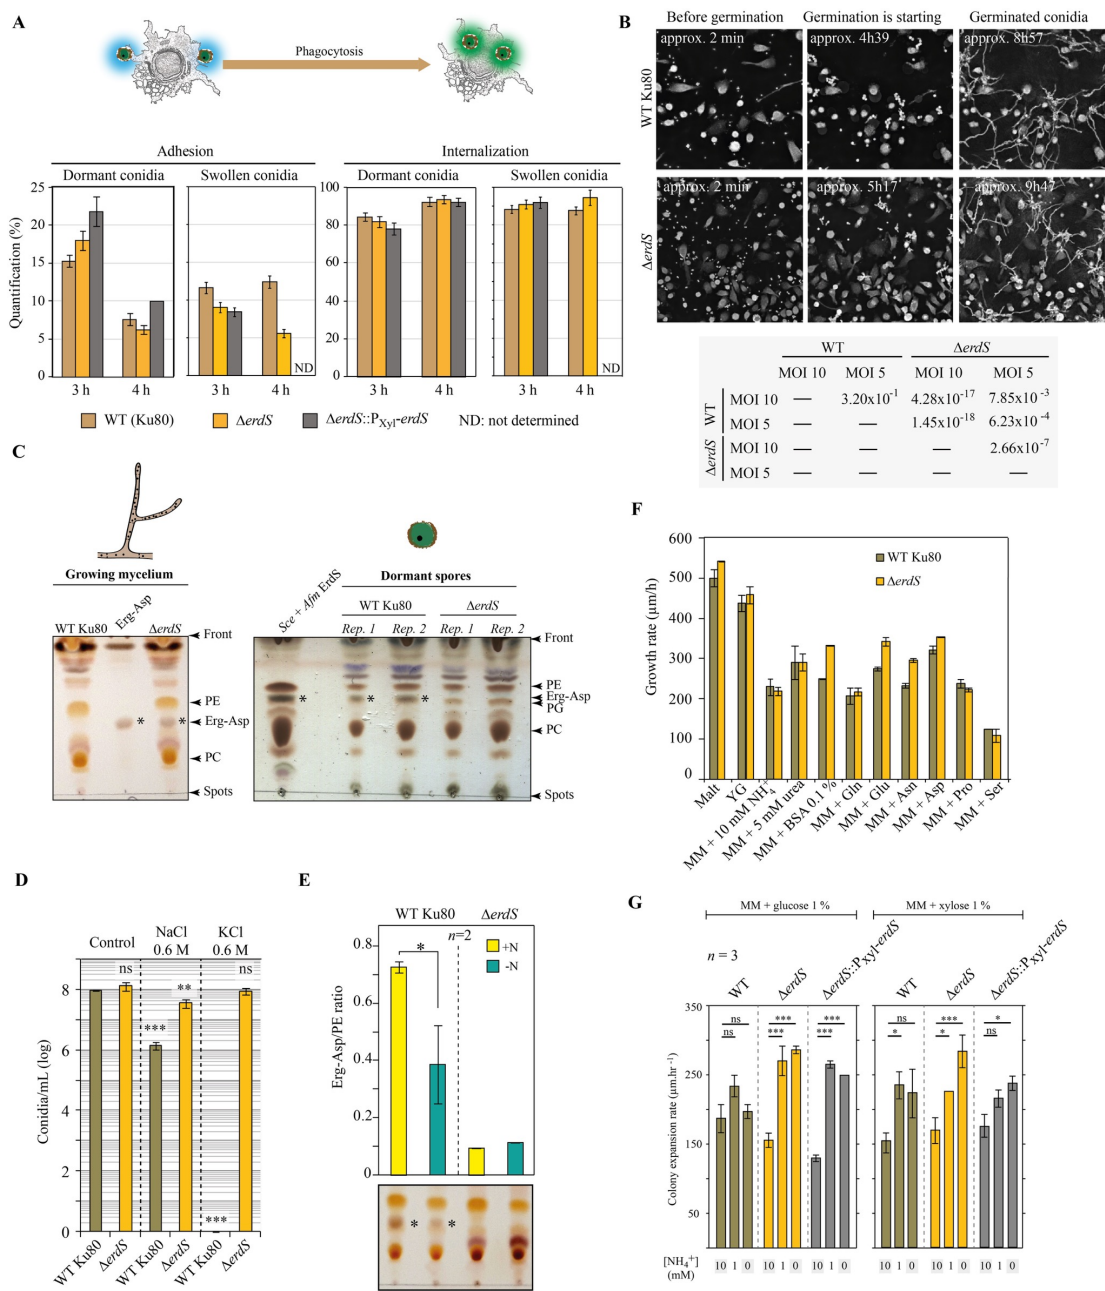 A
Phagocytosis
Adhesion
Internalization
Dormant conidia
Swollen conidia
Dormant conidia
Swollen conidia
Quantification (%)
25
20
15
10
5
0
100
80
60
40
20
0
ND
ND
3 h
4 h
3 h
4 h
3 h
4 h
3 h
4 h
WT (Ku80)
ΔerdS
ΔerdS::PXyl-erdS
ND: not determined
B
Before germination
Germination is starting
Germinated conidia
WT Ku80
approx. 2 min
approx. 4h39
approx. 8h57
ΔerdS
approx. 2 min
approx. 5h17
approx. 9h47
WT
ΔerdS
MOI 10
MOI 5
MOI 10
MOI 5
WT
MOI 10 — 3.20x10-1 4.28x10-17 7.85x10-3
MOI 5 — — 1.45x10-18 6.23x10-4
ΔerdS
MOI 10 — — — 2.66x10-7
MOI 5 — — — —
C
Growing mycelium
WT Ku80
Erg-Asp
ΔerdS
Front
PE
*
*
Erg-Asp
PC
Spots
Dormant spores
Sce + Afm ErdS
WT Ku80
ΔerdS
Rep. 1
Rep. 2
Rep. 1
Rep. 2
Front
PE
*
*
*
Erg-Asp
PG
PC
Spots
F
Growth rate (µm/h)
600
500
400
300
200
100
0
WT Ku80
ΔerdS
Malt
YG
MM + 10 mM NH4+
MM + 5 mM urea
MM + BSA 0.1 %
MM + Gln
MM + Glu
MM + Asn
MM + Asp
MM + Pro
MM + Ser
D
Control
NaCl
0.6 M
KCl
0.6 M
Conidia/mL (log)
8
6
4
2
0
ns
***
**
***
ns
WT Ku80
ΔerdS
WT Ku80
ΔerdS
WT Ku80
ΔerdS
E
WT Ku80
ΔerdS
n=2
*
+N
-N
Erg-Asp/PE ratio
0.8
0.6
0.4
0.2
0
*
*
G
MM + glucose 1 %
MM + xylose 1 %
n = 3
WT
ΔerdS
ΔerdS::PXyl-erdS
WT
ΔerdS
ΔerdS::PXyl-erdS
Colony expansion rate (µm.hr-1)
350
250
150
50
ns
ns
***
***
***
***
ns
*
***
*
*
ns
[NH4+]
(mM)
10 1 0
10 1 0
10 1 0
10 1 0
10 1 0
10 1 0